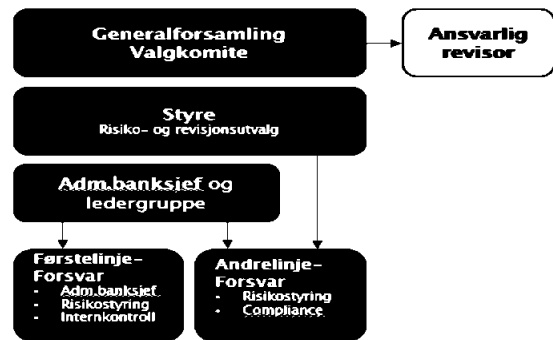 Generalforsamling
Valgkomite
Ansvarlig
revisor
Styre
Risiko- og revisjonsutvalg
Adm.banksjef og
ledergruppe
Førstelinje-
Forsvar
- Adm.banksjef
- Risikostyring
- Internkontroll
Andrelinje-
Forsvar
- Risikostyring
- Compliance